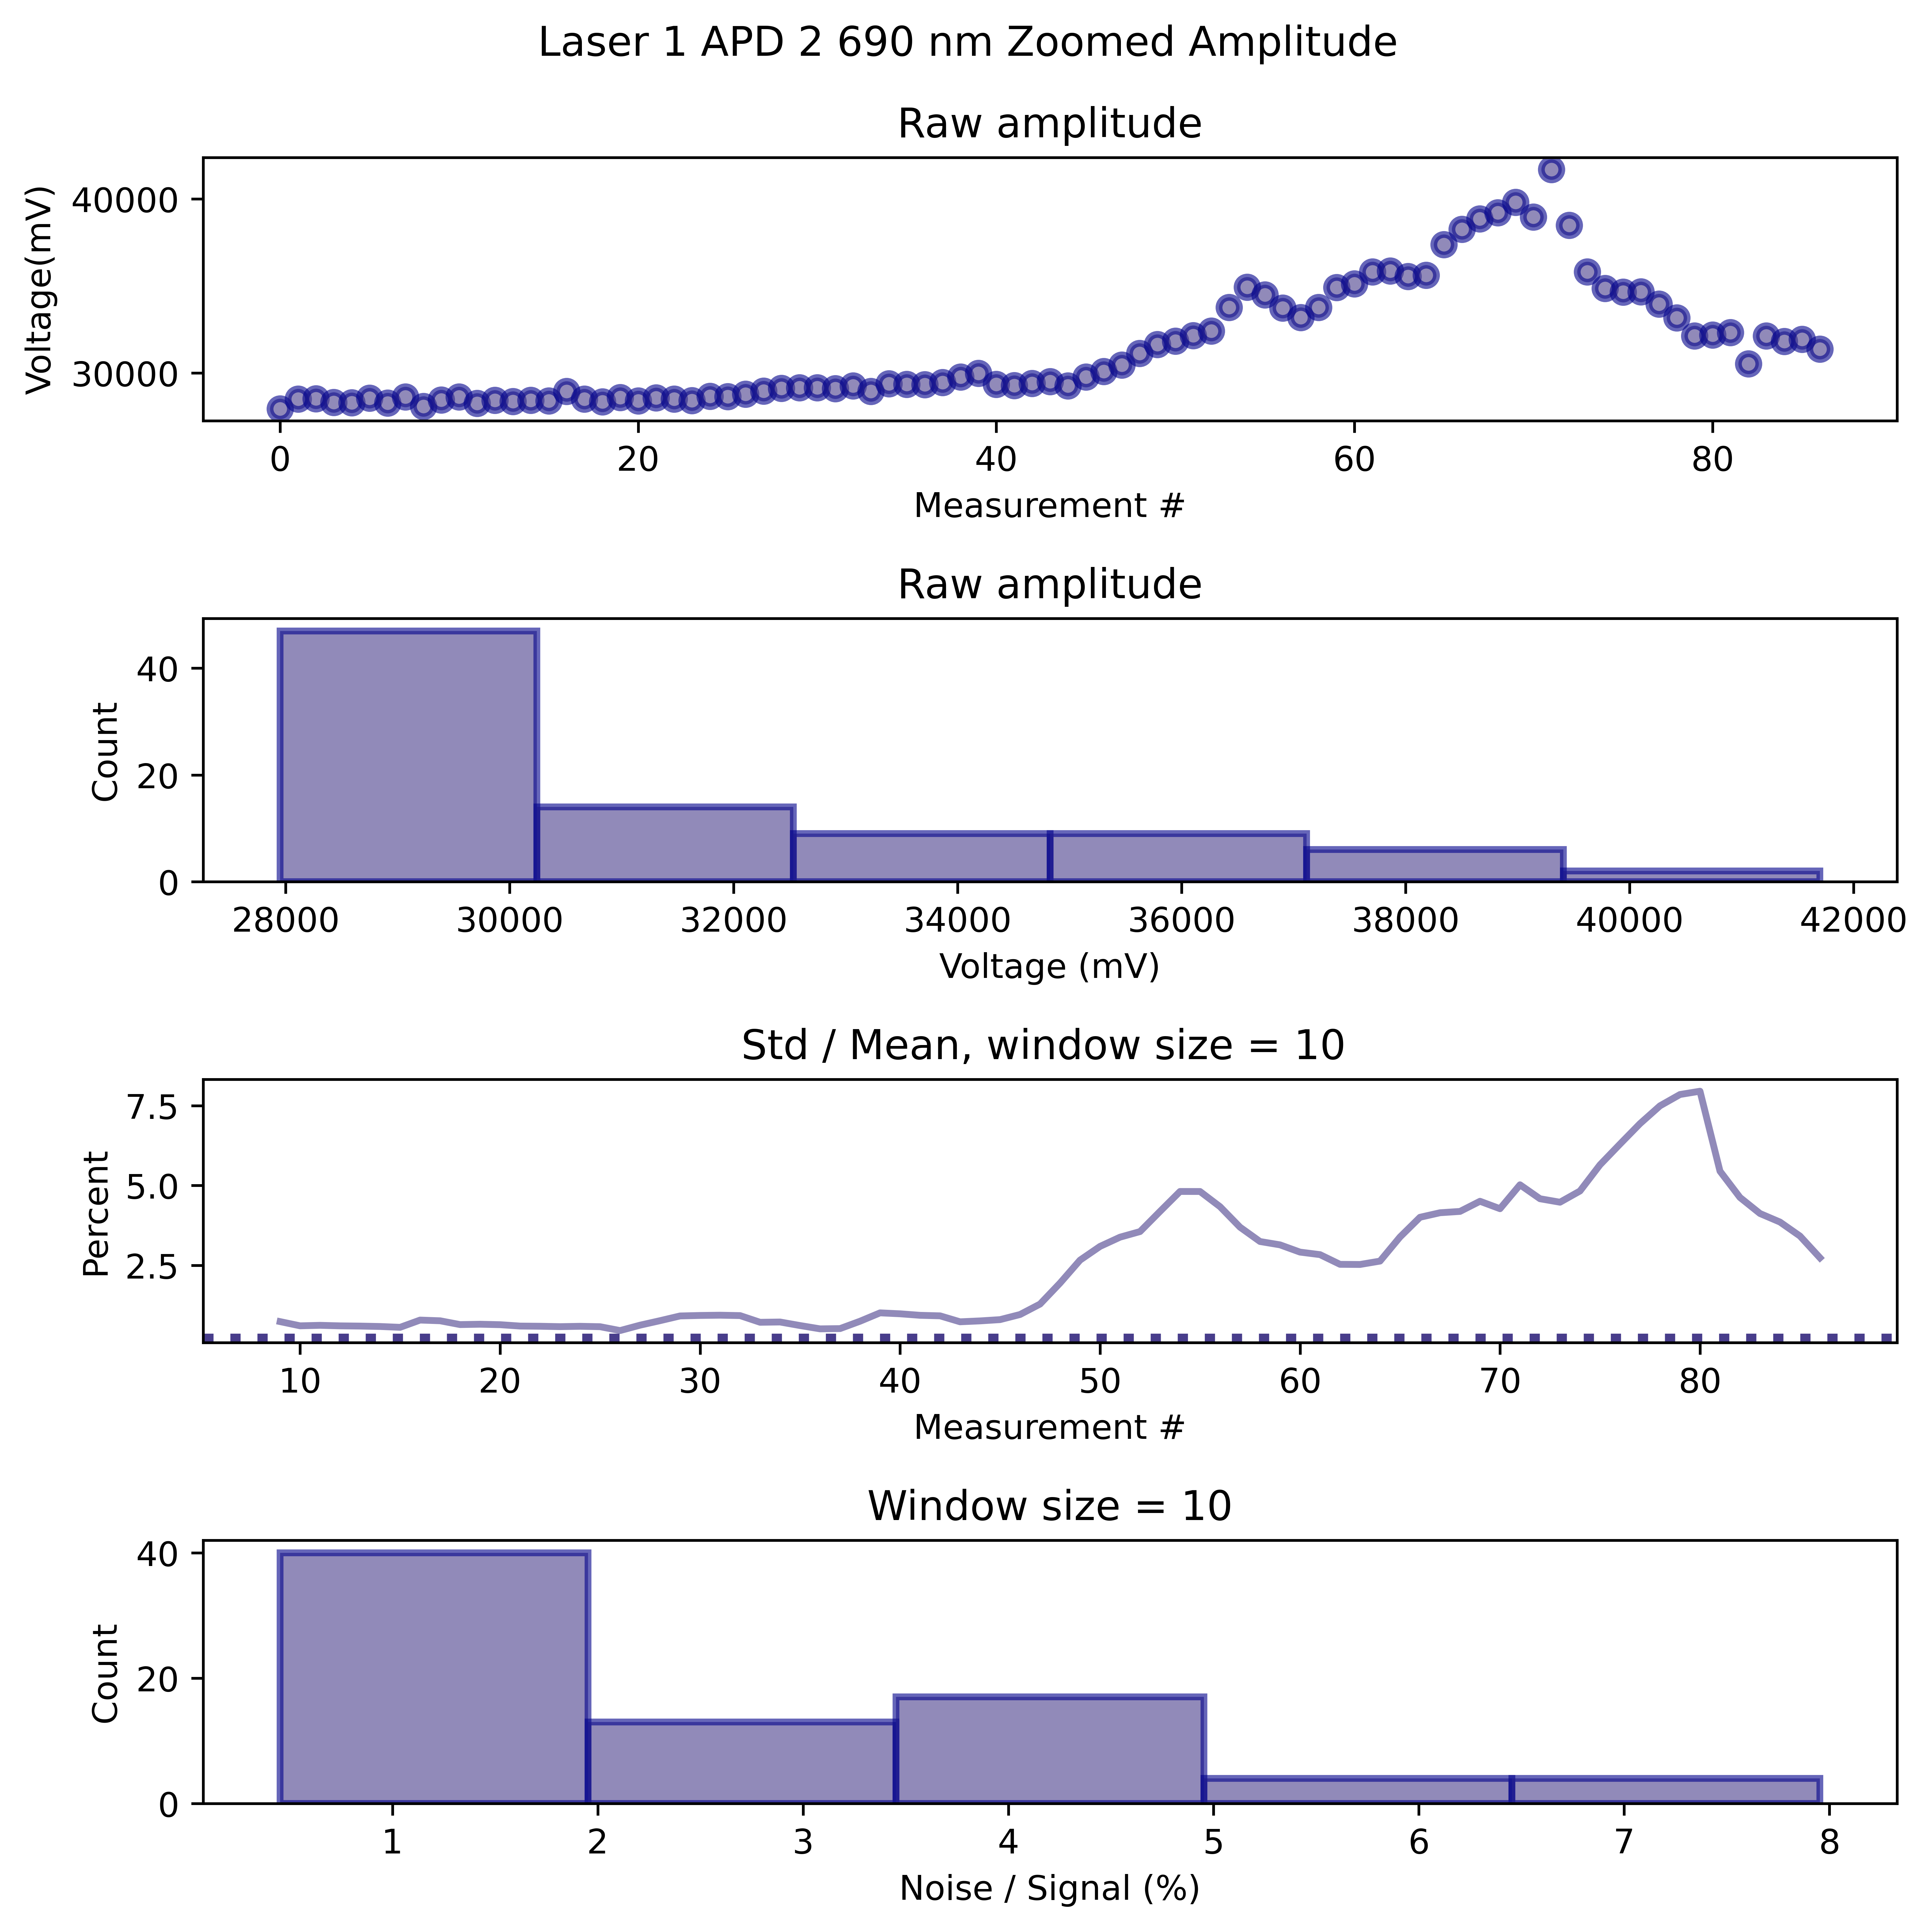 Laser 1 APD 2 690 nm Zoomed Amplitude
Raw amplitude
Voltage(mV)
40000
30000
0 20 40 60 80
Measurement #
Raw amplitude
Count
40
20
0
28000 30000 32000 34000 36000 38000 40000 42000
Voltage (mV)
Std / Mean, window size = 10
Percent
7.5
5.0
2.5
10 20 30 40 50 60 70 80
Measurement #
Window size = 10
Count
40
20
0
1 2 3 4 5 6 7 8
Noise / Signal (%)